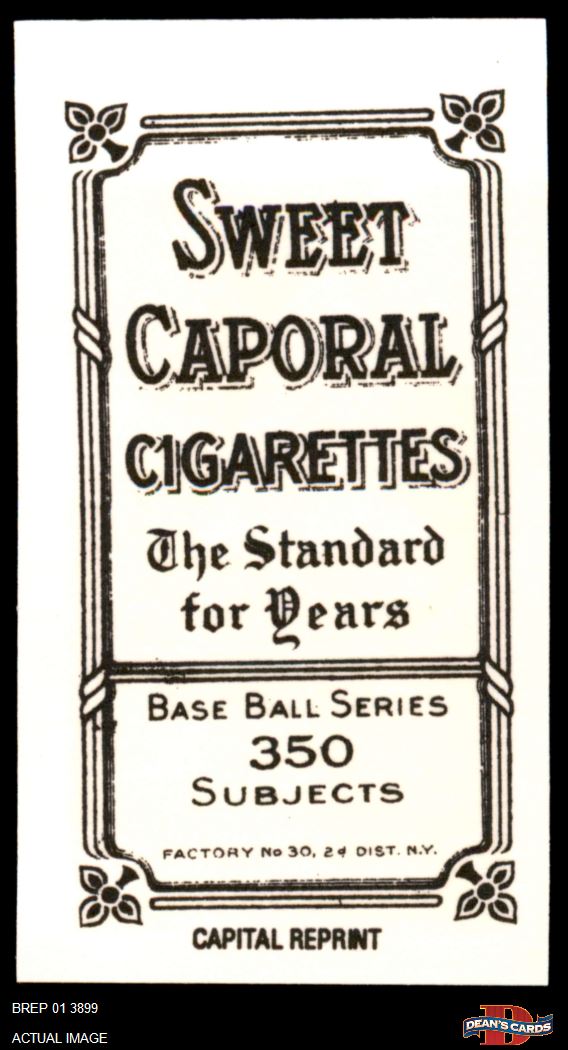 SWEET
CAPORAL
CIGARETTES
The Standard
for Years
BASE BALL SERIES
350
SUBJECTS
FACTORY No 30, 2d DIST. N.Y.
CAPITAL REPRINT
BREP 01 3899
ACTUAL IMAGE
D
DEAN'S CARDS